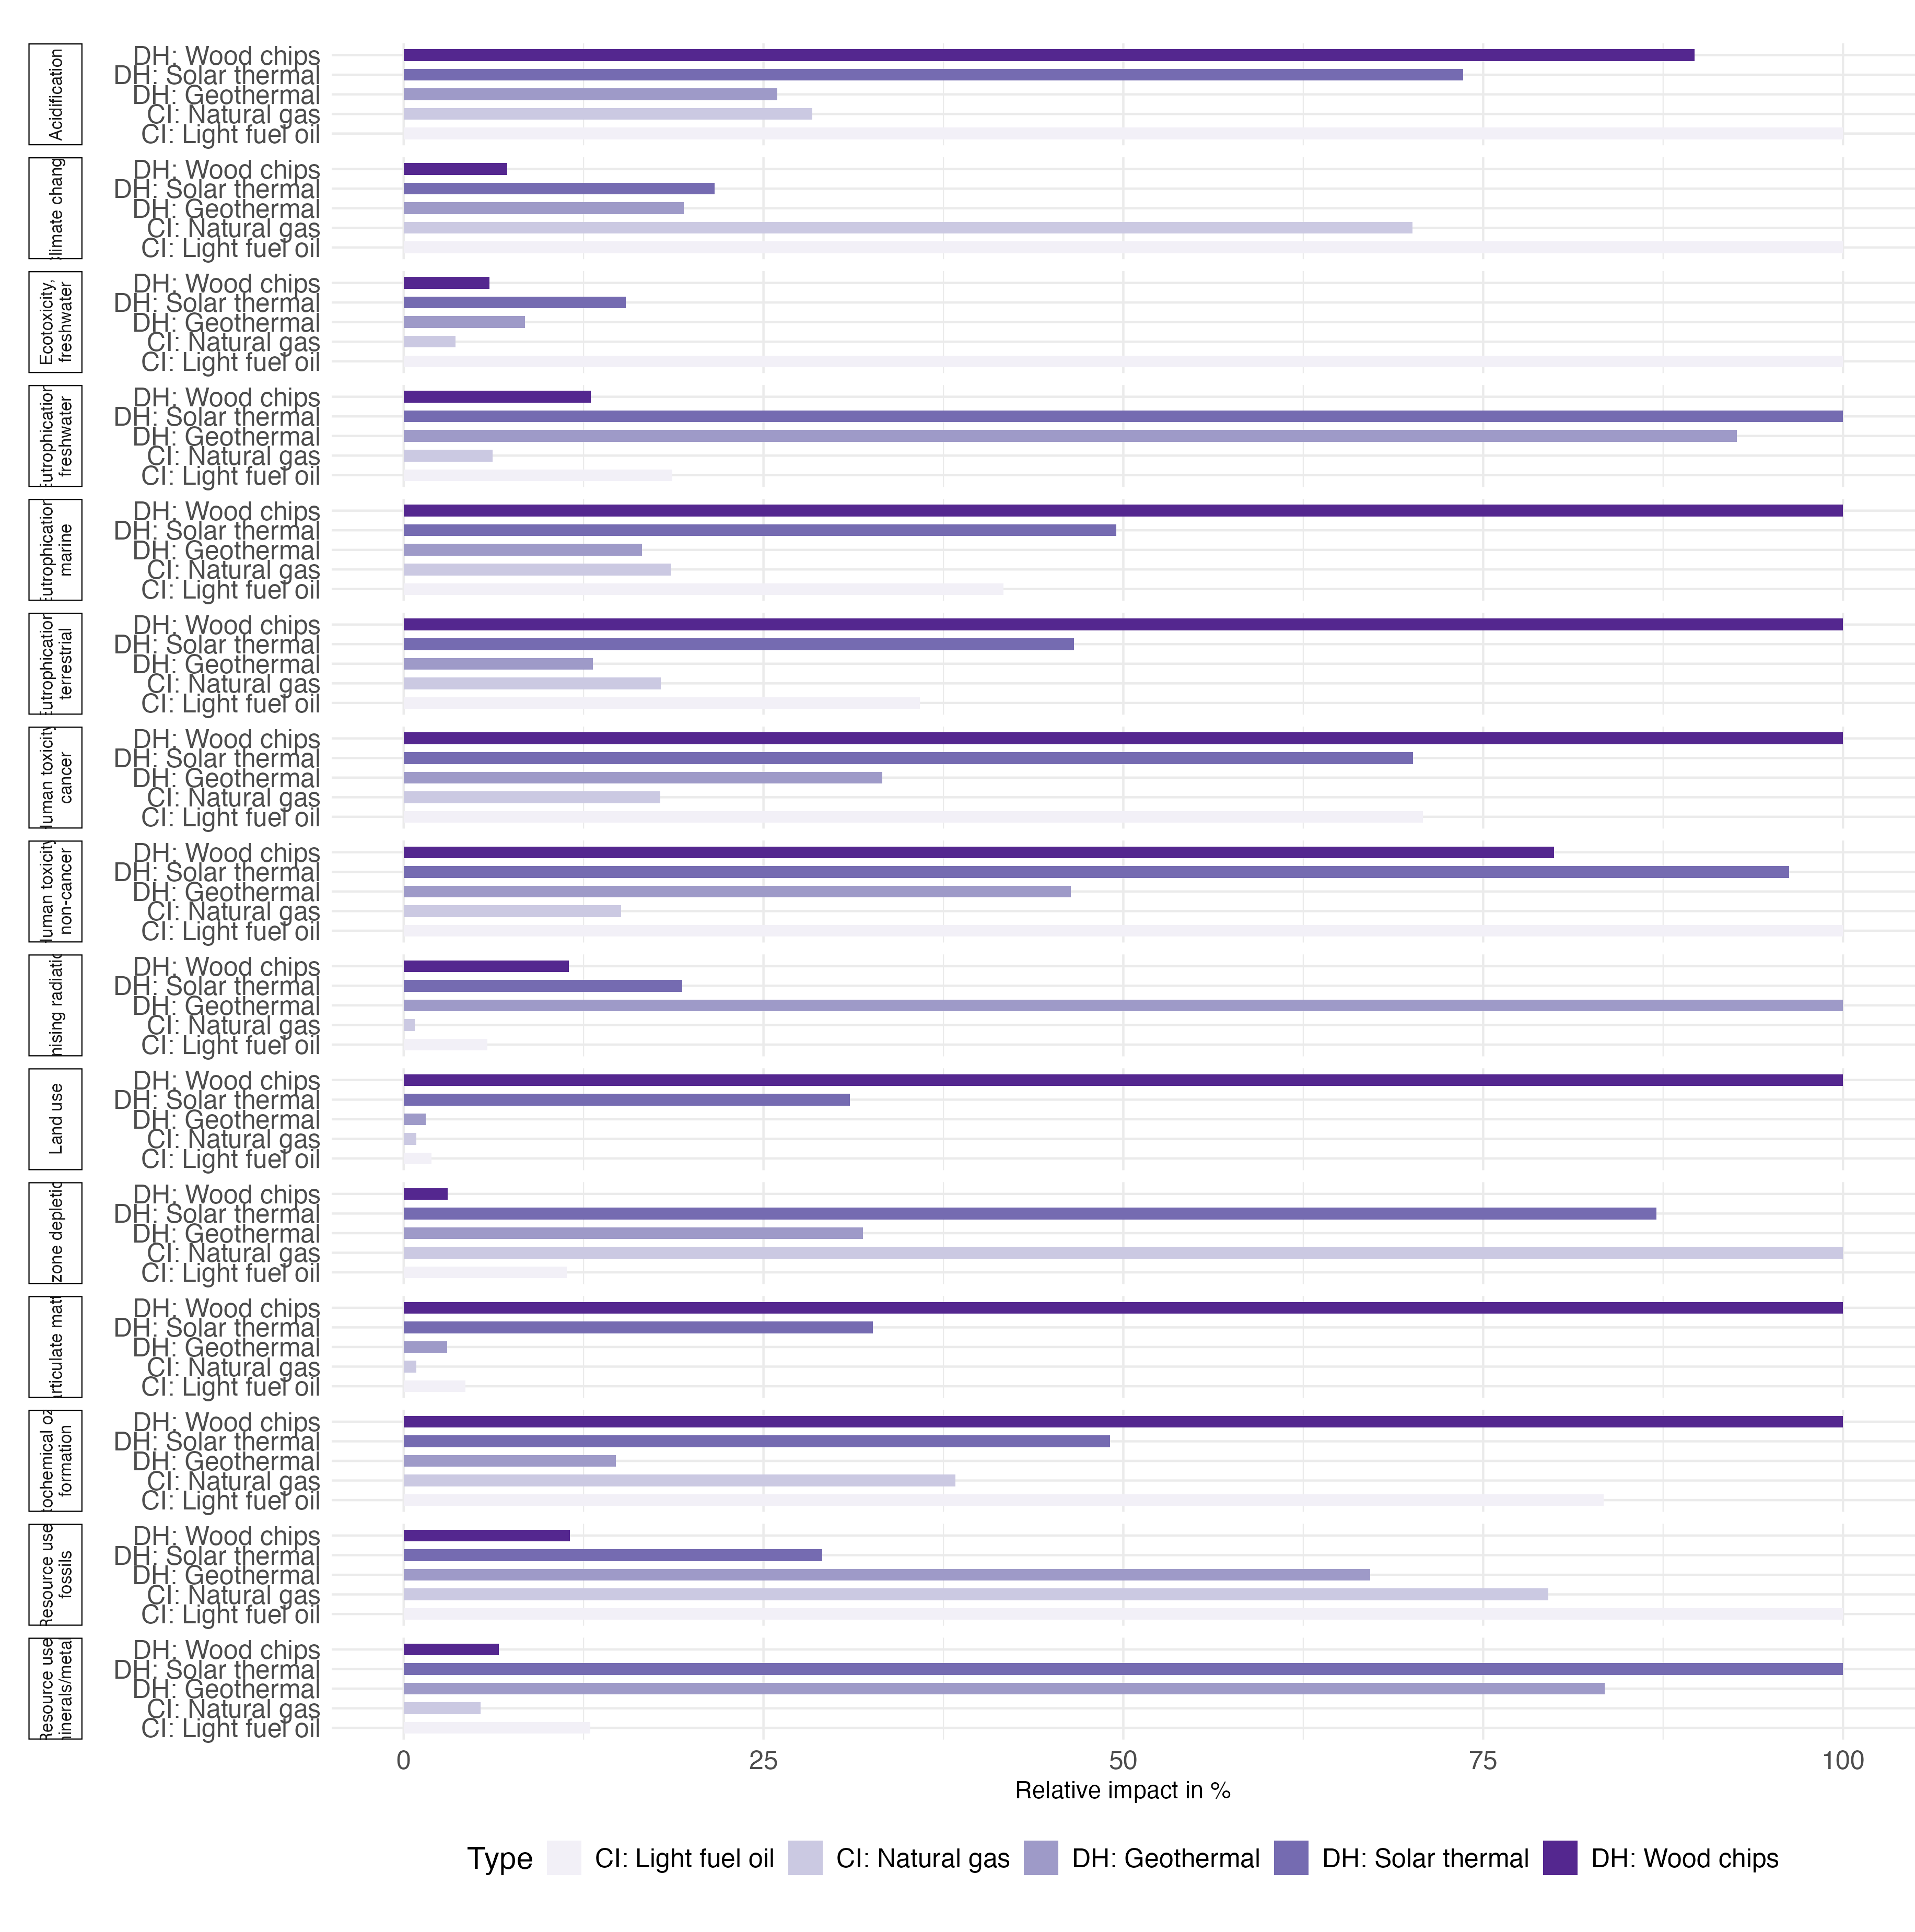 Acidification
DH: Wood chips
DH: Solar thermal
DH: Geothermal
CI: Natural gas
CI: Light fuel oil
limate chang
DH: Wood chips
DH: Solar thermal
DH: Geothermal
CI: Natural gas
CI: Light fuel oil
Ecotoxicity,
freshwater
DH: Wood chips
DH: Solar thermal
DH: Geothermal
CI: Natural gas
CI: Light fuel oil
Eutrophication
freshwater
DH: Wood chips
DH: Solar thermal
DH: Geothermal
CI: Natural gas
CI: Light fuel oil
Eutrophication
marine
DH: Wood chips
DH: Solar thermal
DH: Geothermal
CI: Natural gas
CI: Light fuel oil
Eutrophication
terrestrial
DH: Wood chips
DH: Solar thermal
DH: Geothermal
CI: Natural gas
CI: Light fuel oil
Human toxicity
cancer
DH: Wood chips
DH: Solar thermal
DH: Geothermal
CI: Natural gas
CI: Light fuel oil
Human toxicity
non-cancer
DH: Wood chips
DH: Solar thermal
DH: Geothermal
CI: Natural gas
CI: Light fuel oil
nising radiatio
DH: Wood chips
DH: Solar thermal
DH: Geothermal
CI: Natural gas
CI: Light fuel oil
Land use
DH: Wood chips
DH: Solar thermal
DH: Geothermal
CI: Natural gas
CI: Light fuel oil
zone depletio
DH: Wood chips
DH: Solar thermal
DH: Geothermal
CI: Natural gas
CI: Light fuel oil
articulate matt
DH: Wood chips
DH: Solar thermal
DH: Geothermal
CI: Natural gas
CI: Light fuel oil
tochemical oz
formation
DH: Wood chips
DH: Solar thermal
DH: Geothermal
CI: Natural gas
CI: Light fuel oil
Resource use
fossils
DH: Wood chips
DH: Solar thermal
DH: Geothermal
CI: Natural gas
CI: Light fuel oil
Resource use
ninerals/metal
DH: Wood chips
DH: Solar thermal
DH: Geothermal
CI: Natural gas
CI: Light fuel oil
0 25 50 75 100
Relative impact in %
Type CI: Light fuel oil CI: Natural gas DH: Geothermal DH: Solar thermal DH: Wood chips